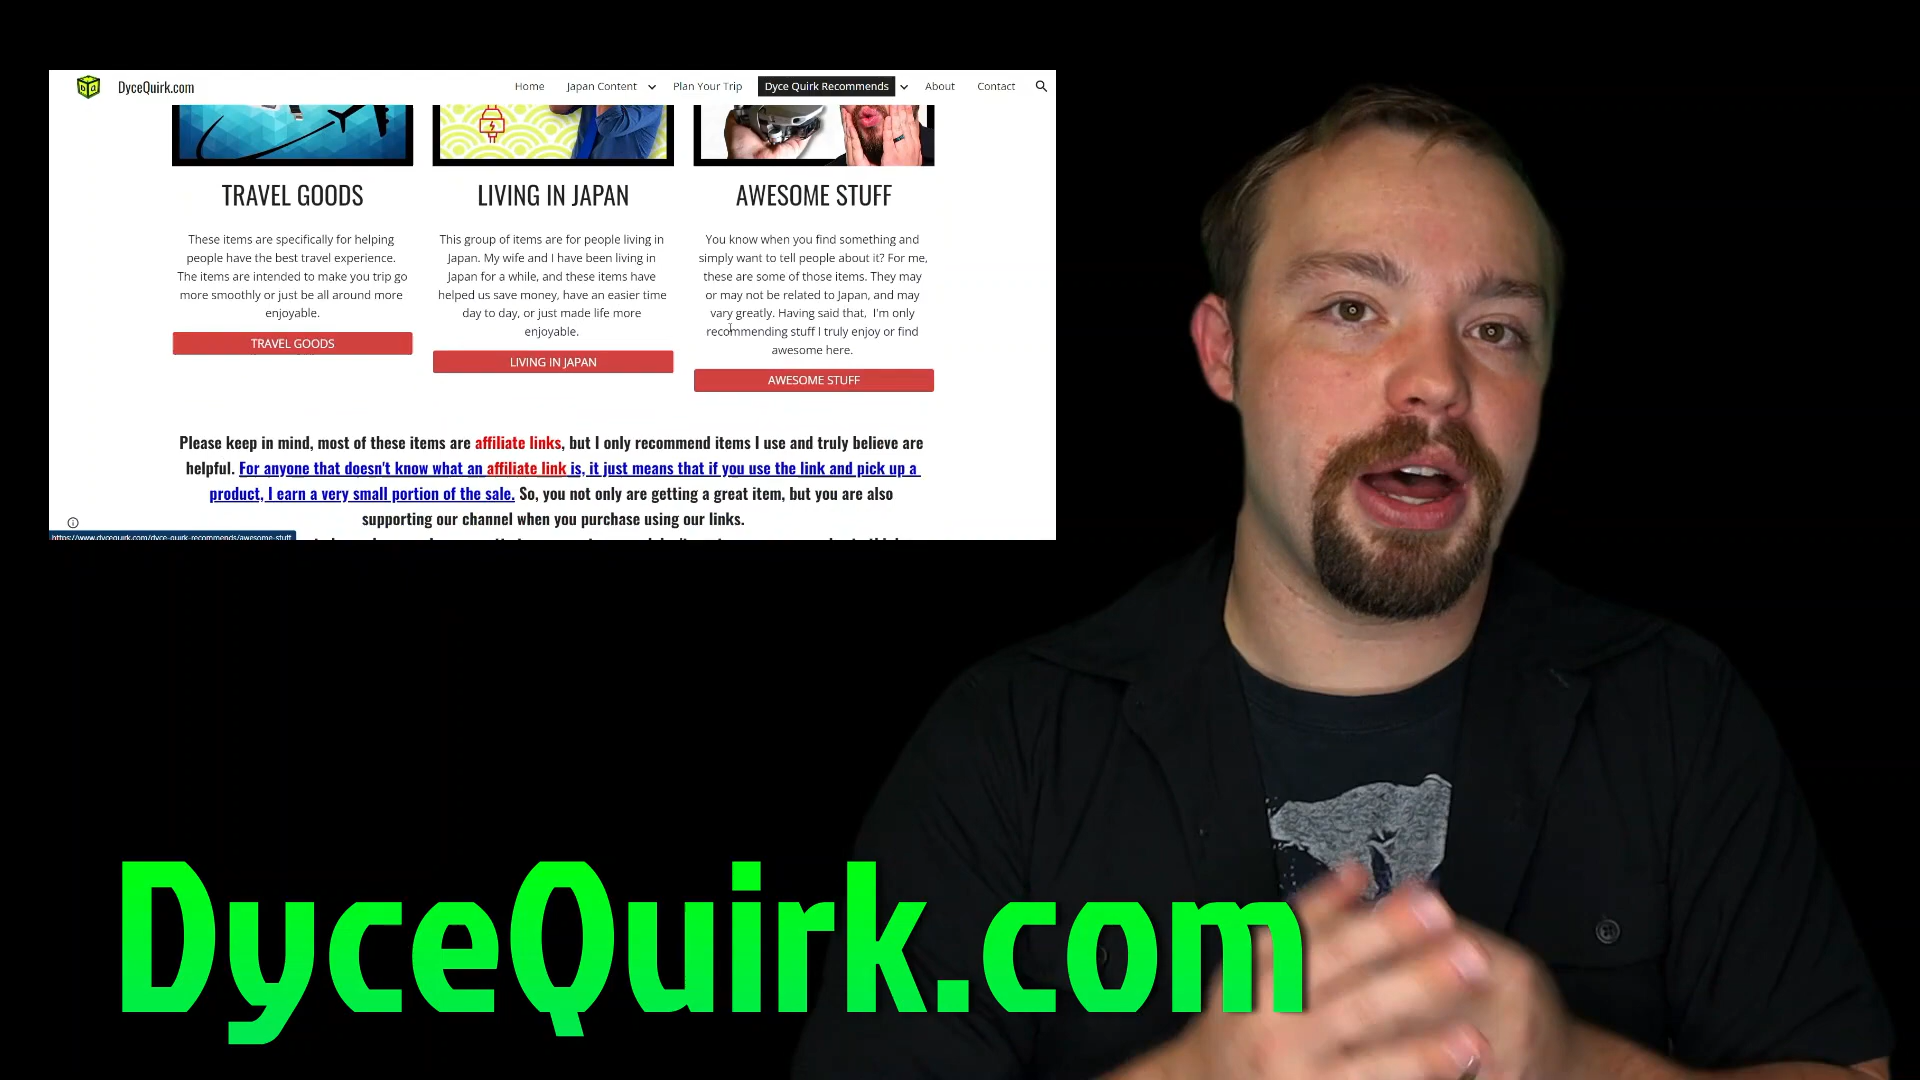 DyceQuirk.com
Home Japan Content Plan Your Trip Dyce Quirk Recommends About Contact
TRAVEL GOODS
These items are specifically for helping
people have the best travel experience.
The items are intended to make you trip go
more smoothly or just be all around more
enjoyable.
TRAVEL GOODS
LIVING IN JAPAN
This group of items are for people living in
Japan. My wife and I have been living in
Japan for a while, and these items have
helped us save money, have an easier time
day to day, or just made life more
enjoyable.
LIVING IN JAPAN
AWESOME STUFF
You know when you find something and
simply want to tell people about it? For me,
these are some of those items. They may
or may not be related to Japan, and may
vary greatly. Having said that, I'm only
recommending stuff I truly enjoy or find
awesome here.
AWESOME STUFF
Please keep in mind, most of these items are affiliate links, but I only recommend items I use and truly believe are
helpful. For anyone that doesn't know what an affiliate link is, it just means that if you use the link and pick up a
product, I earn a very small portion of the sale. So, you not only are getting a great item, but you are also
supporting our channel when you purchase using our links.
https://www.dycequirk.com/dyce-quirk-recommends/awesome-stuff
DyceQuirk.com